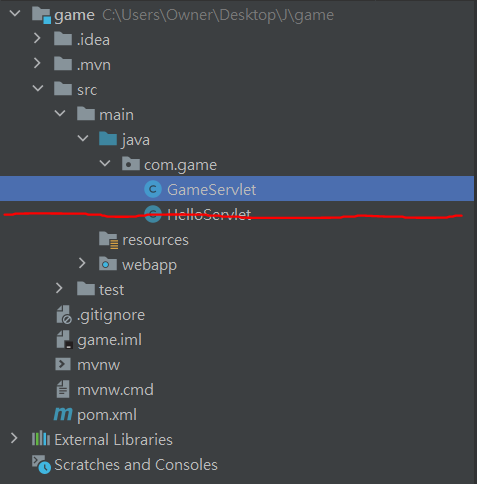 game C:\Users\Owner\Desktop\J\game
.idea
.mvn
src
main
java
com.game
GameServlet
HelloServlet
resources
webapp
test
.gitignore
game.iml
mvnw
mvnw.cmd
pom.xml
External Libraries
Scratches and Consoles